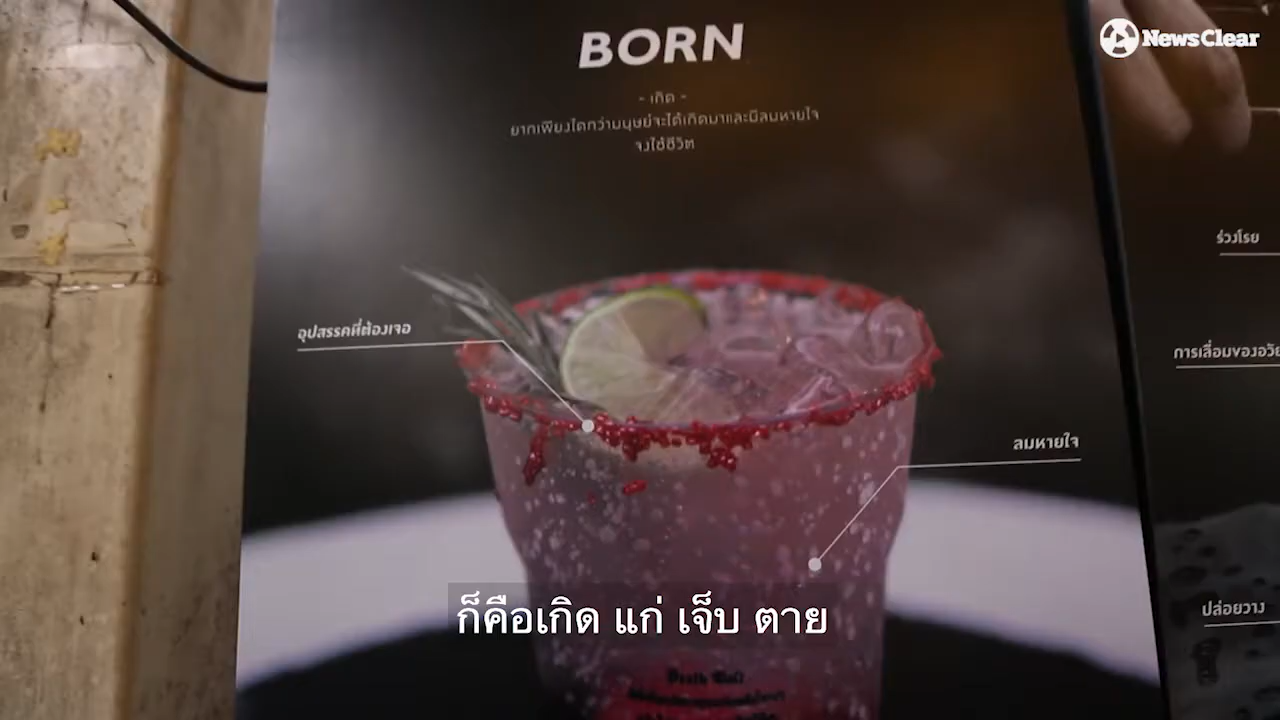 BORN
- เกิด -
ยากเพียงใดกว่ามนุษย์จะได้เกิดมาและมีลมหายใจ
จงใช้ชีวิต
News Clear
ร่วงโรย
อุปสรรคที่ต้องเจอ
การเสื่อมของอวัย
ลมหายใจ
ปล่อยวาง
ก็คือเกิด แก่ เจ็บ ตาย